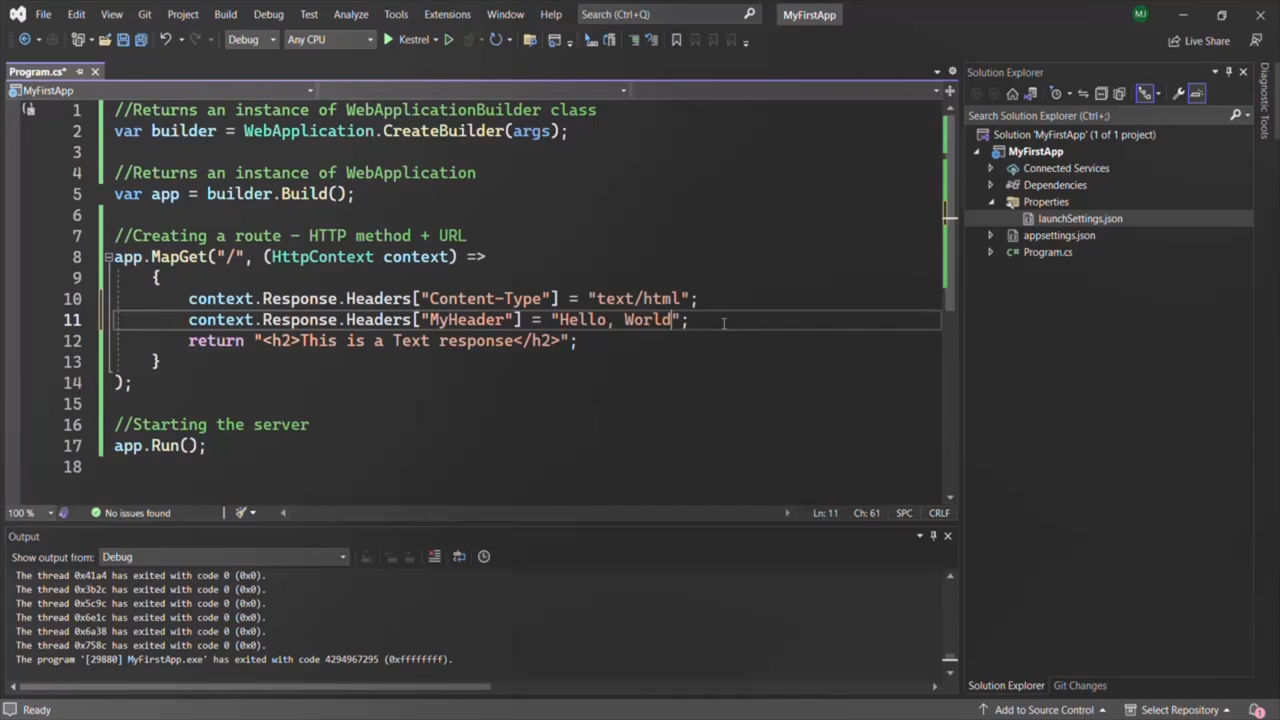 File Edit View Git Project Build Debug Test Analyze Tools Extensions Window Help Search (Ctrl+Q) MyFirstApp MJ
Debug Any CPU Kestrel Live Share
Program.cs*
MyFirstApp
1 //Returns an instance of WebApplicationBuilder class
2 var builder = WebApplication.CreateBuilder(args);
3
4 //Returns an instance of WebApplication
5 var app = builder.Build();
6
7 //Creating a route - HTTP method + URL
8 app.MapGet("/", (HttpContext context) =>
9 {
10 context.Response.Headers["Content-Type"] = "text/html";
11 context.Response.Headers["MyHeader"] = "Hello, World";
12 return "<h2>This is a Text response</h2>";
13 }
14 );
15
16 //Starting the server
17 app.Run();
18
100 % No issues found Ln: 11 Ch: 61 SPC CRLF
Output
Show output from: Debug
The thread 0x41a4 has exited with code 0 (0x0).
The thread 0x3b2c has exited with code 0 (0x0).
The thread 0x5c9c has exited with code 0 (0x0).
The thread 0x6e1c has exited with code 0 (0x0).
The thread 0x6a38 has exited with code 0 (0x0).
The thread 0x758c has exited with code 0 (0x0).
The program '[29880] MyFirstApp.exe' has exited with code 4294967295 (0xffffffff).
Solution Explorer
Search Solution Explorer (Ctrl+;)
Solution 'MyFirstApp' (1 of 1 project)
MyFirstApp
Connected Services
Dependencies
Properties
launchSettings.json
appsettings.json
Program.cs
Solution Explorer Git Changes
Diagnostic Tools
Ready Add to Source Control Select Repository 1